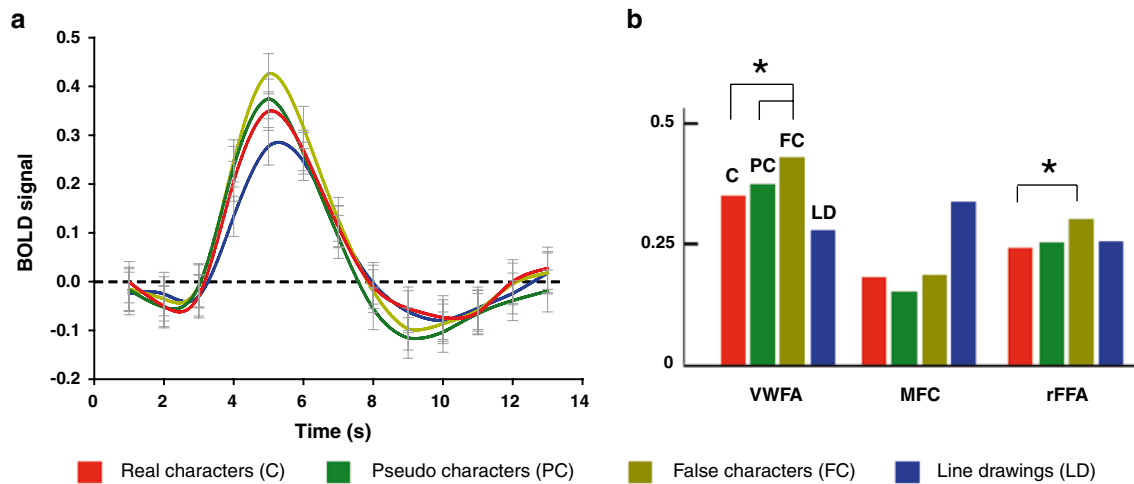 a
0.5
0.4
0.3
0.2
0.1
0.0
-0.1
-0.2
BOLD signal
0 2 4 6 8 10 12 14
Time (s)
b
*
*
0.5
0.25
0
C PC FC LD
VWFA MFC rFFA
Real characters (C) Pseudo characters (PC) False characters (FC) Line drawings (LD)